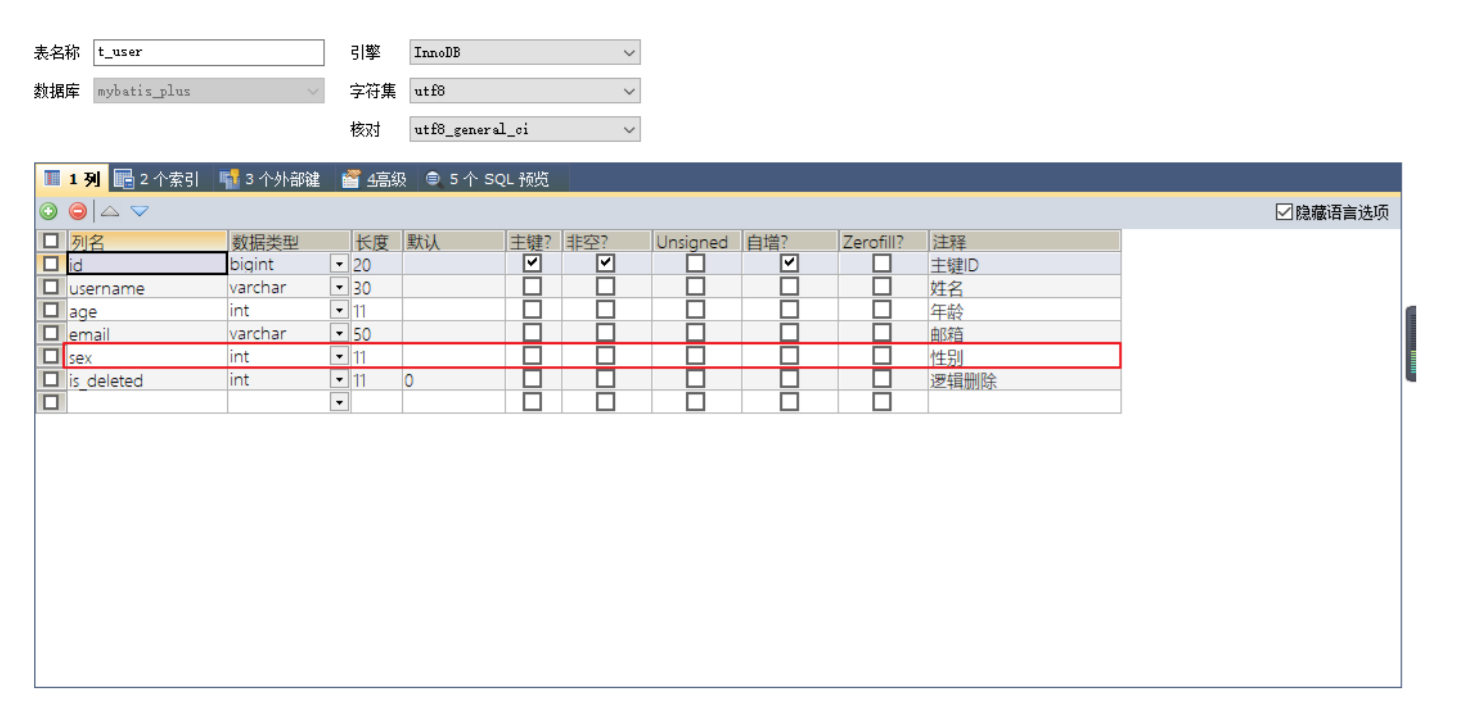 表名称 t_user 引擎 InnoDB
数据库 mybatis_plus 字符集 utf8
核对 utf8_general_ci
1 列 2 个索引 3 个外部键 4高级 5 个 SQL 预览
隐藏语言选项
列名 数据类型 长度 默认 主键? 非空? Unsigned 自增? Zerofill? 注释
id bigint 20 主键ID
username varchar 30 姓名
age int 11 年龄
email varchar 50 邮箱
sex int 11 性别
is_deleted int 11 0 逻辑删除